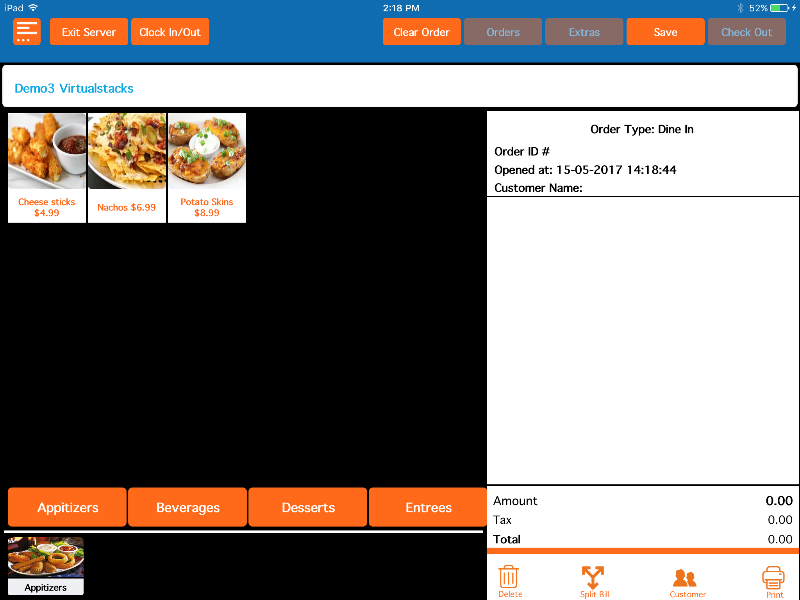 iPad 2:18 PM 52%
Exit Server Clock In/Out Clear Order Orders Extras Save Check Out
Demo3 Virtualstacks
Cheese sticks
$4.99
Nachos $6.99
Potato Skins
$8.99
Order Type: Dine In
Order ID #
Opened at: 15-05-2017 14:18:44
Customer Name:
Appitizers Beverages Desserts Entrees
Appitizers
Amount 0.00
Tax 0.00
Total 0.00
Delete Split Bill Customer Print